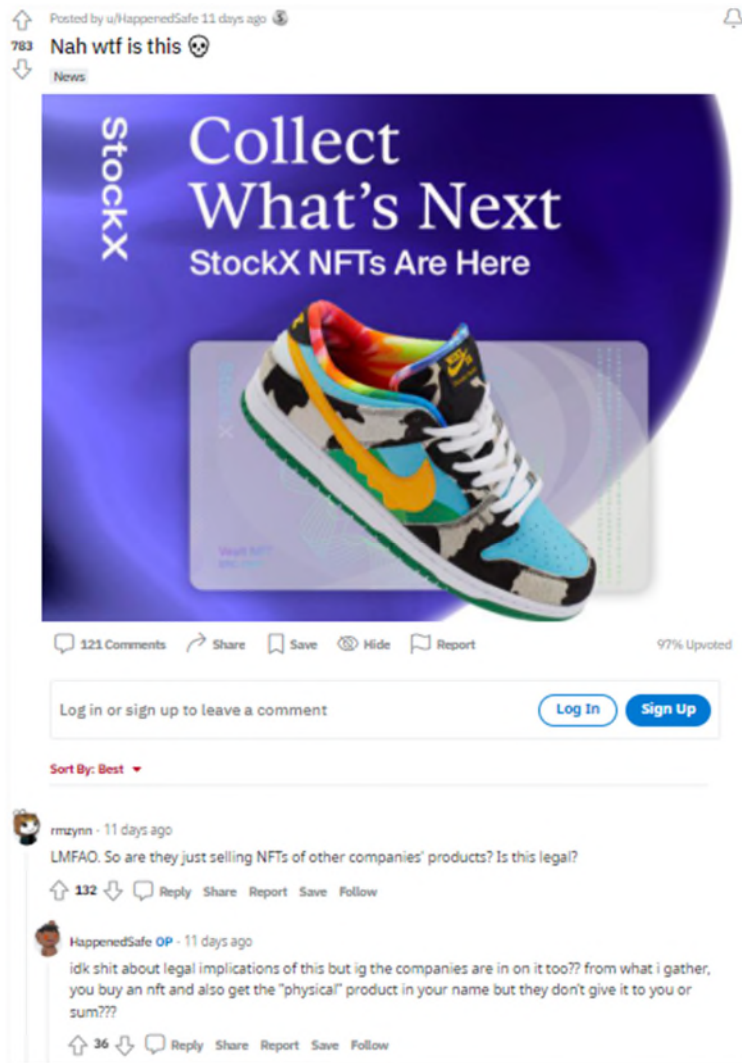 Posted by u/HappenedSafe 11 days ago
783
Nah wtf is this 💀
News
StockX
Collect
What's Next
StockX NFTs Are Here
121 Comments Share Save Hide Report 97% Upvoted
Log in or sign up to leave a comment Log In Sign Up
Sort By: Best
rmzynn · 11 days ago
LMFAO. So are they just selling NFTs of other companies' products? Is this legal?
132 Reply Share Report Save Follow
HappenedSafe OP · 11 days ago
idk shit about legal implications of this but ig the companies are in on it too?? from what i gather,
you buy an nft and also get the "physical" product in your name but they don't give it to you or
sum???
36 Reply Share Report Save Follow